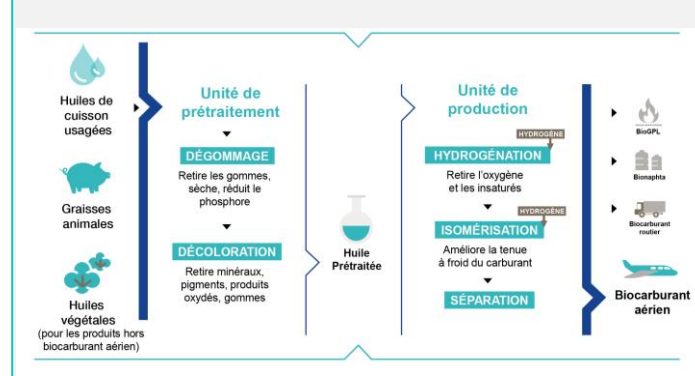 Huiles de
cuisson
usagées
Graisses
animales
Huiles
végétales
(pour les produits hors
biocarburant aérien)
Unité de
prétraitement
DÉGOMMAGE
Retire les gommes,
sèche, réduit le
phosphore
DÉCOLORATION
Retire minéraux,
pigments, produits
oxydés, gommes
Huile
Prétraitée
Unité de
production
HYDROGÈNE
HYDROGÉNATION
Retire l'oxygène
et les insaturés
HYDROGÈNE
ISOMÉRISATION
Améliore la tenue
à froid du carburant
SÉPARATION
BioGPL
Bionaphta
Biocarburant
routier
Biocarburant
aérien